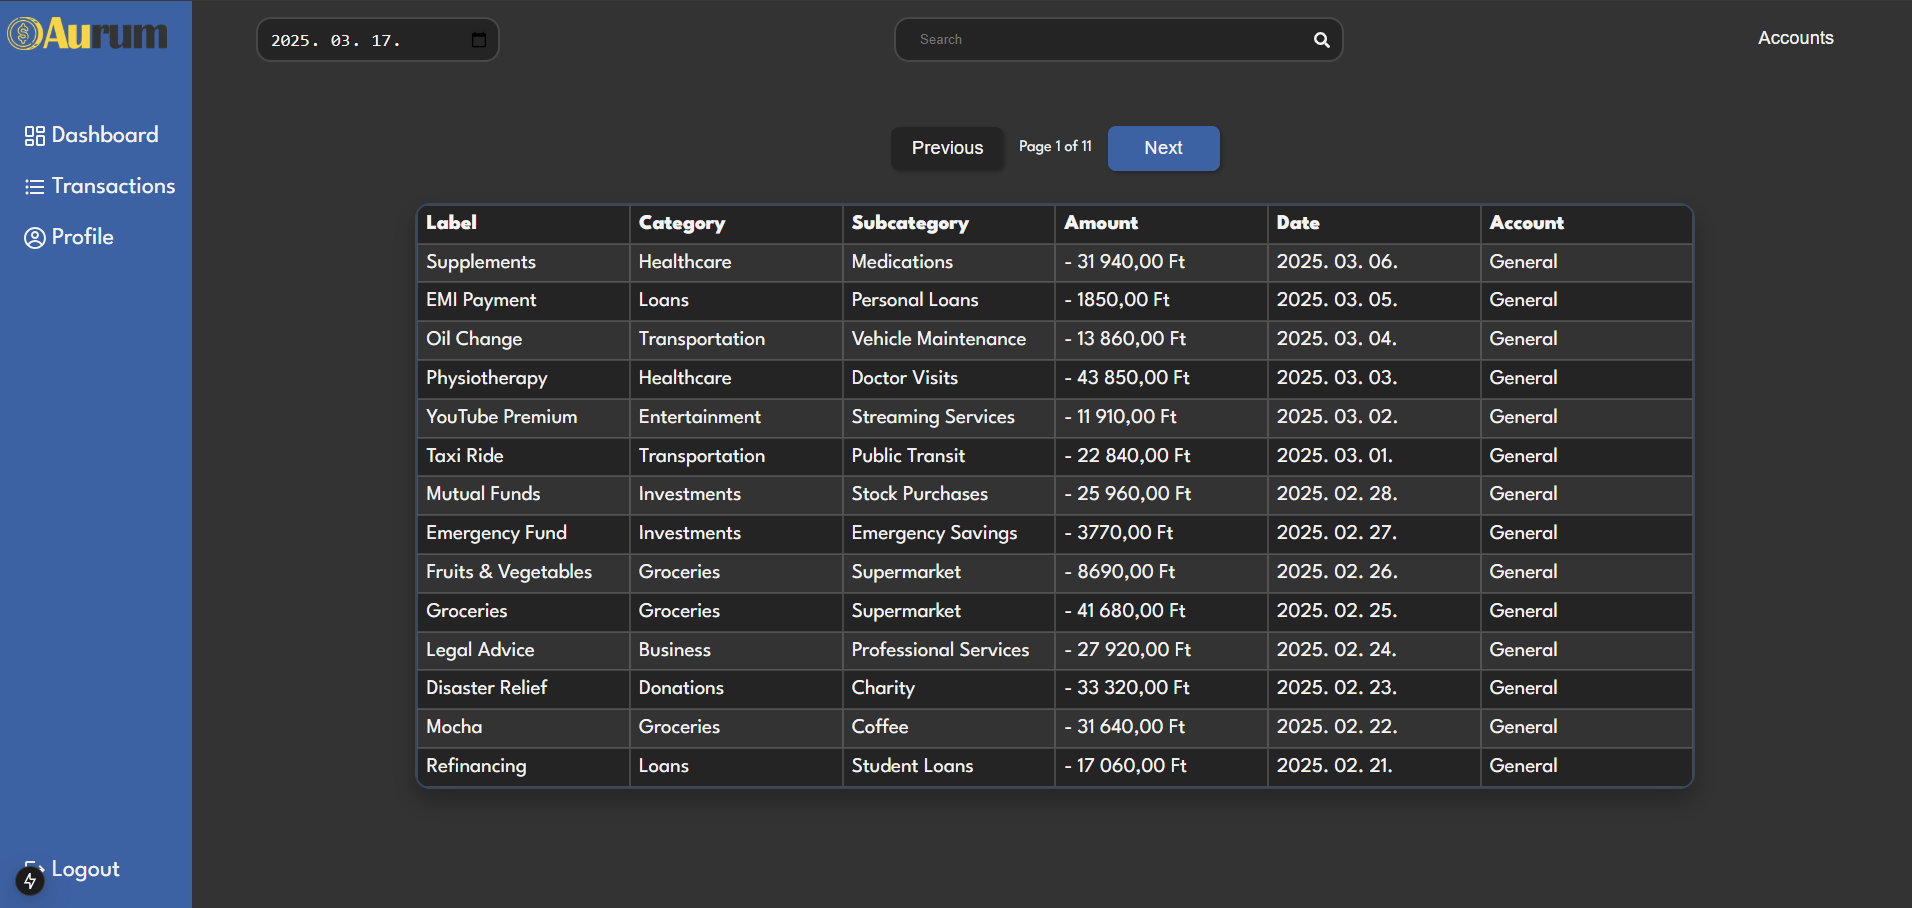 Aurum
2025. 03. 17.
Search
Accounts
Dashboard
Transactions
Profile
Previous Page 1 of 11 Next
Label Category Subcategory Amount Date Account
Supplements Healthcare Medications - 31 940,00 Ft 2025. 03. 06. General
EMI Payment Loans Personal Loans - 1850,00 Ft 2025. 03. 05. General
Oil Change Transportation Vehicle Maintenance - 13 860,00 Ft 2025. 03. 04. General
Physiotherapy Healthcare Doctor Visits - 43 850,00 Ft 2025. 03. 03. General
YouTube Premium Entertainment Streaming Services - 11 910,00 Ft 2025. 03. 02. General
Taxi Ride Transportation Public Transit - 22 840,00 Ft 2025. 03. 01. General
Mutual Funds Investments Stock Purchases - 25 960,00 Ft 2025. 02. 28. General
Emergency Fund Investments Emergency Savings - 3770,00 Ft 2025. 02. 27. General
Fruits & Vegetables Groceries Supermarket - 8690,00 Ft 2025. 02. 26. General
Groceries Groceries Supermarket - 41 680,00 Ft 2025. 02. 25. General
Legal Advice Business Professional Services - 27 920,00 Ft 2025. 02. 24. General
Disaster Relief Donations Charity - 33 320,00 Ft 2025. 02. 23. General
Mocha Groceries Coffee - 31 640,00 Ft 2025. 02. 22. General
Refinancing Loans Student Loans - 17 060,00 Ft 2025. 02. 21. General
Logout